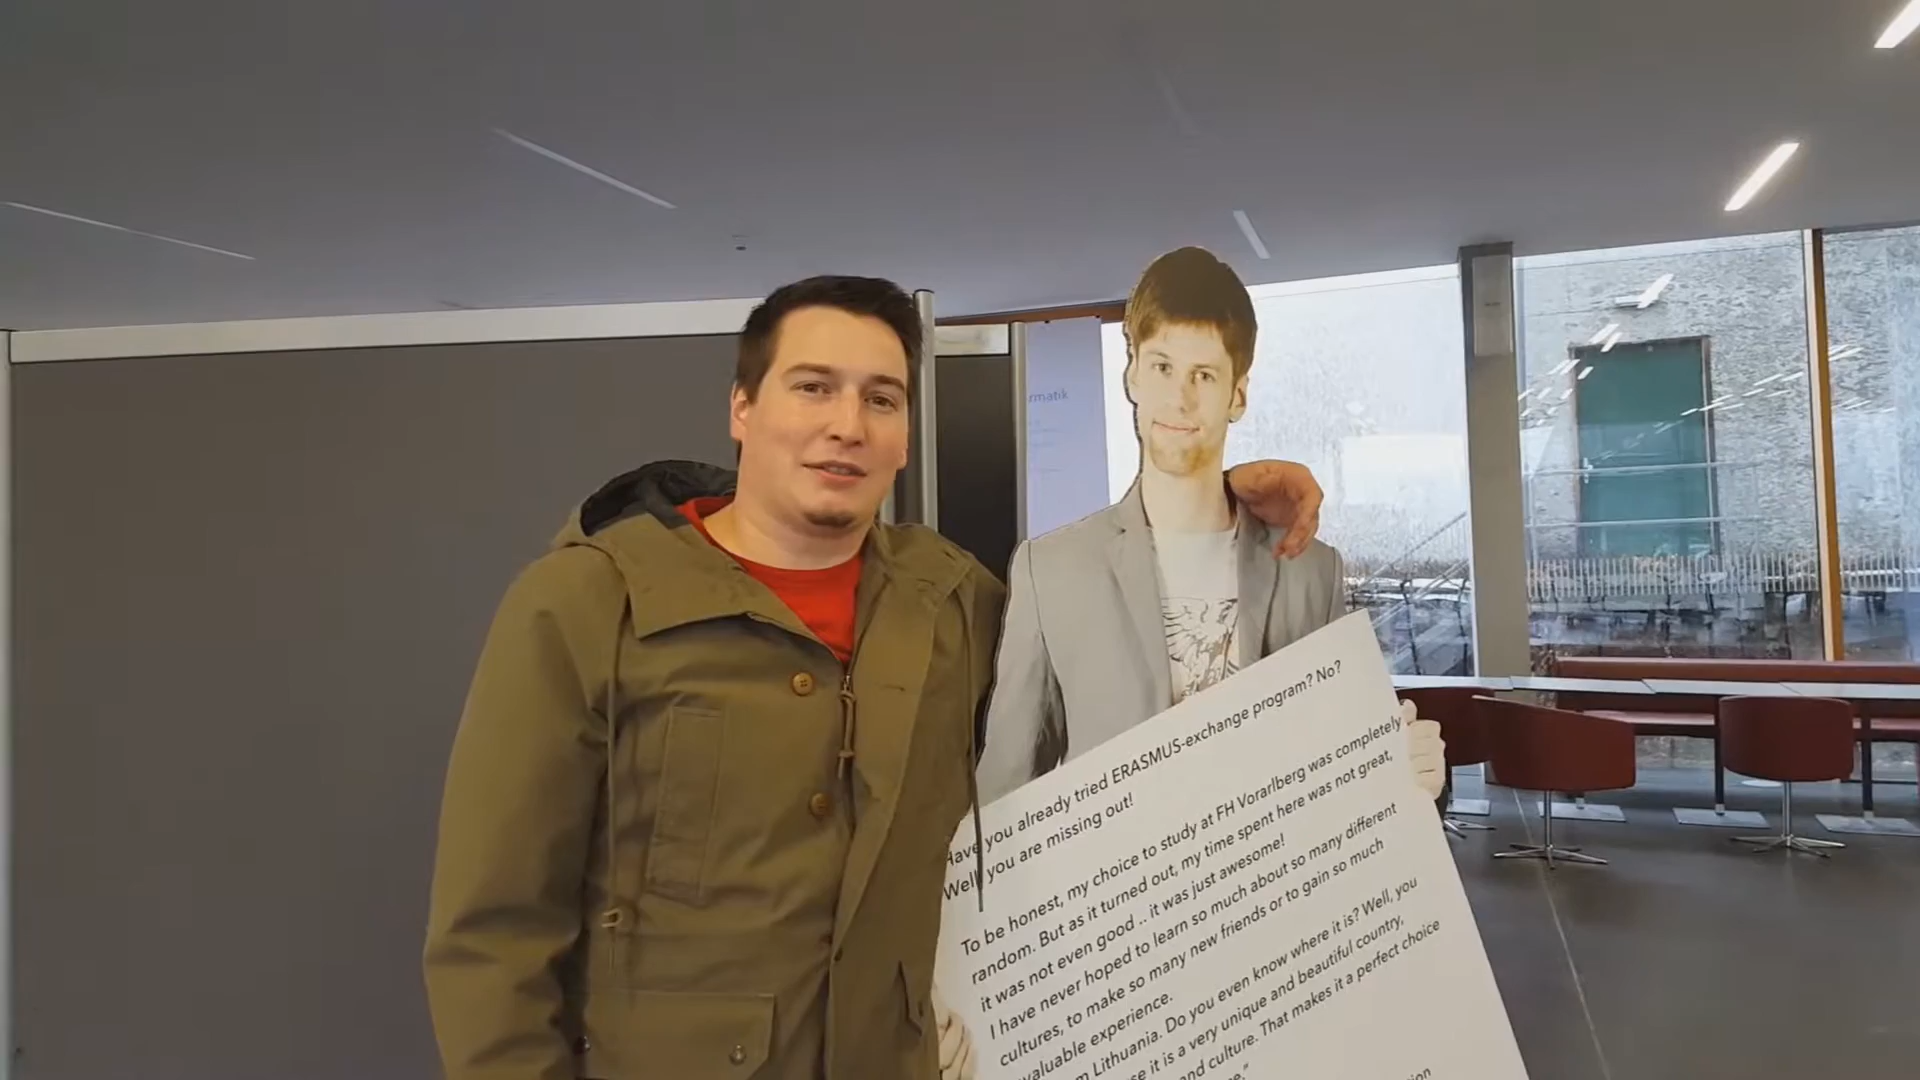 rmatik
Have you already tried ERASMUS-exchange program? No?
Well, you are missing out!
To be honest, my choice to study at FH Vorarlberg was completely
random. But as it turned out, my time spent here was not great,
it was not even good .. it was just awesome!
I have never hoped to learn so much about so many different
cultures, to make so many new friends or to gain so much
valuable experience.
m Lithuania. Do you even know where it is? Well, you
se it is a very unique and beautiful country,
and culture. That makes it a perfect choice
e."
ion